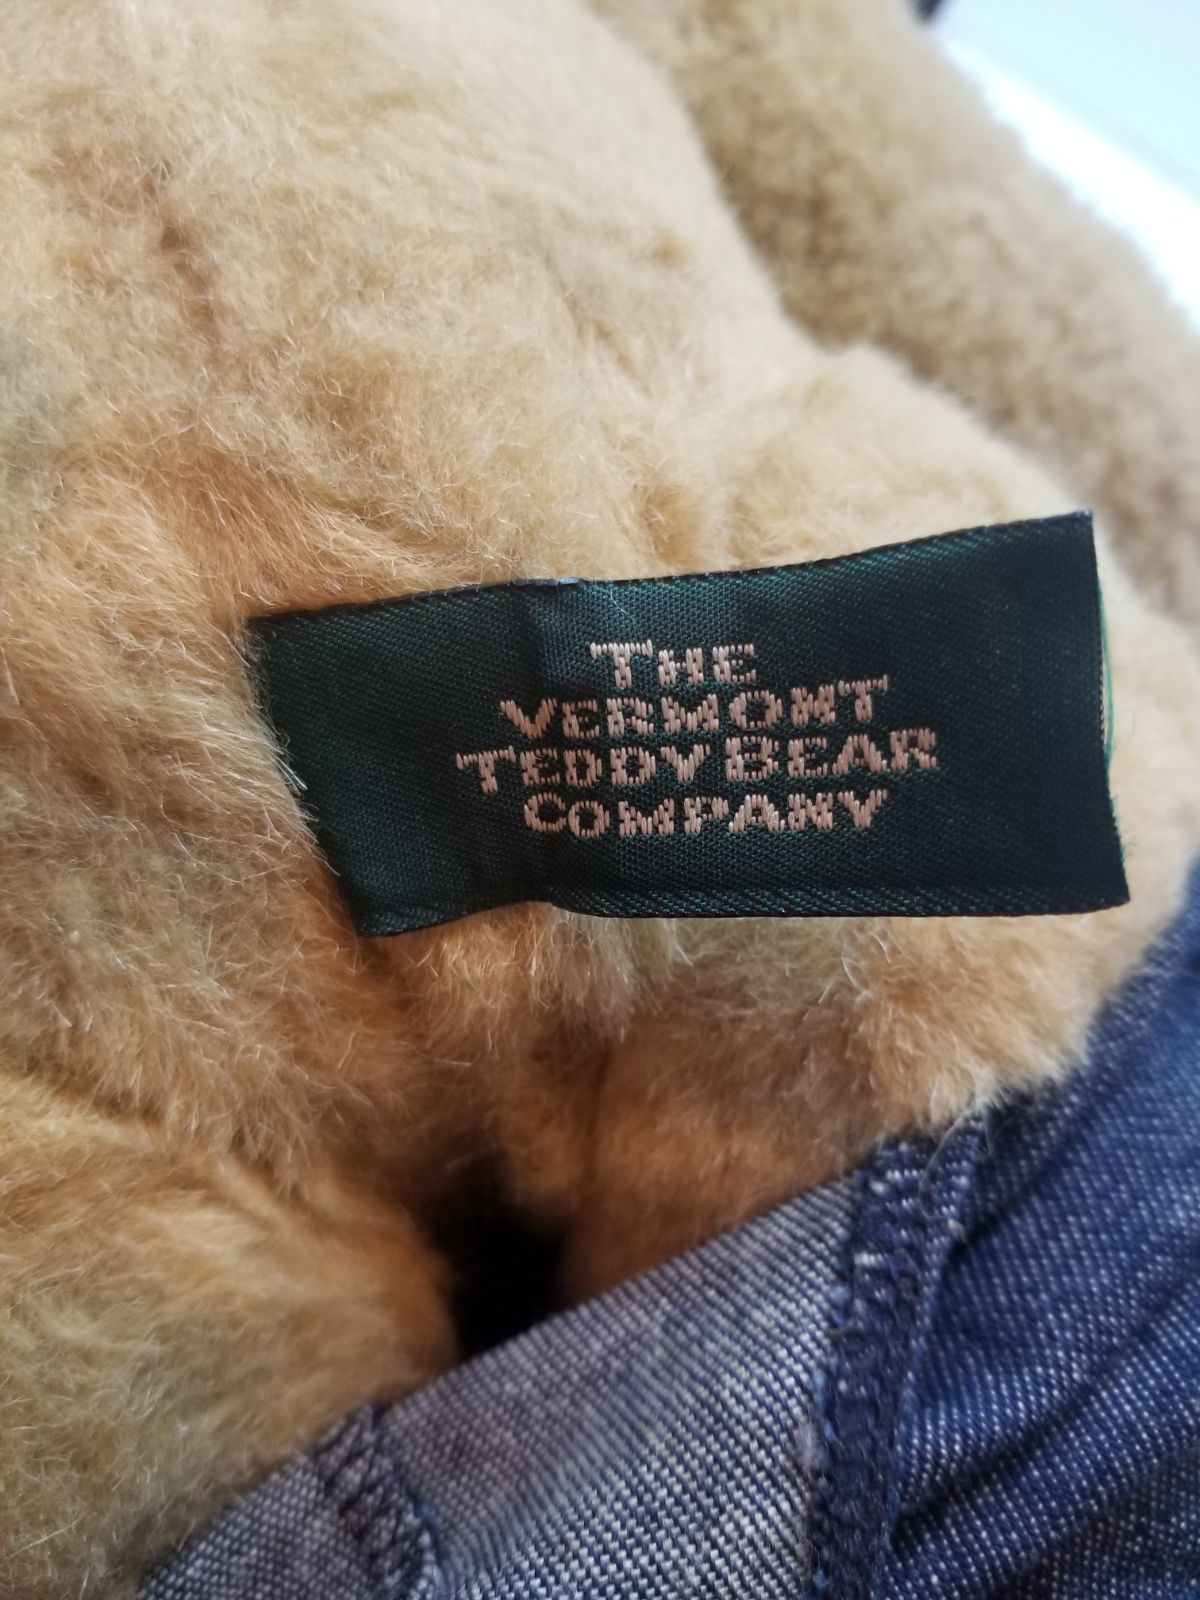 THE
VERMONT
TEDDY BEAR
COMPANY